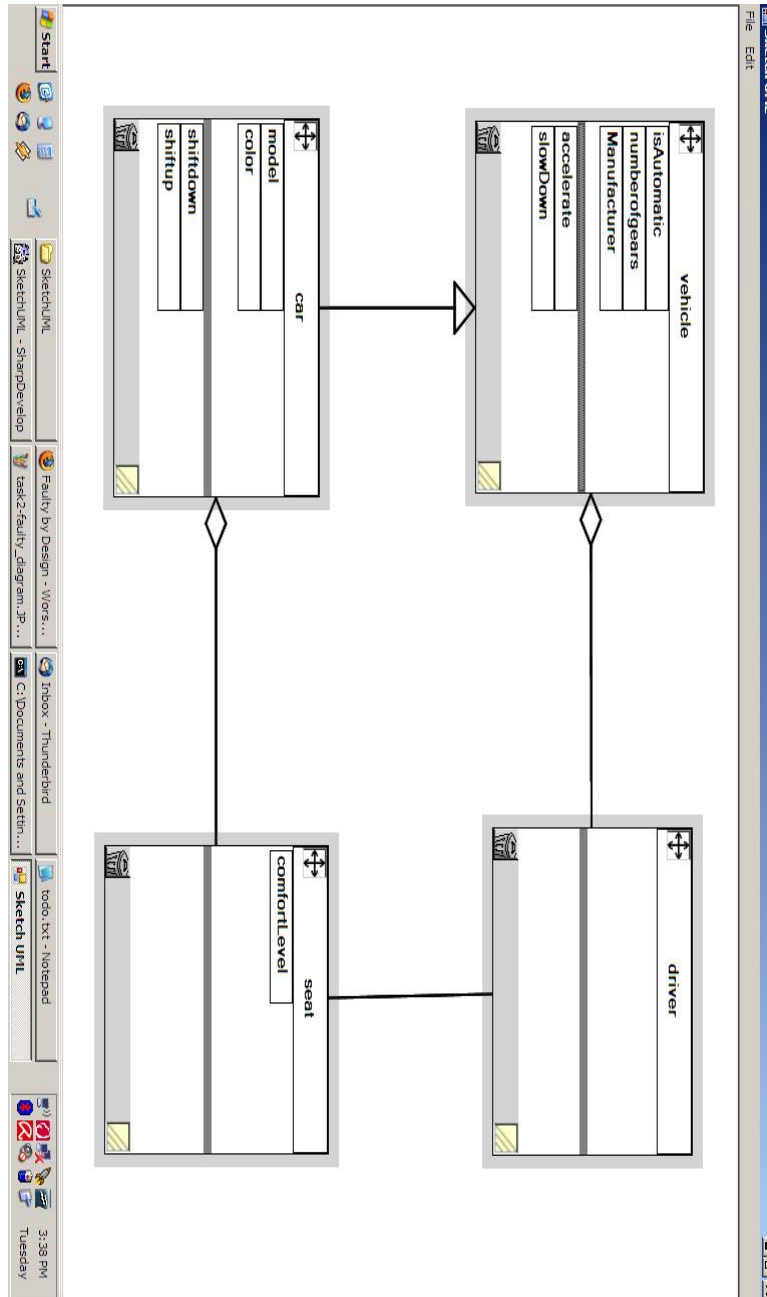 File Edit
vehicle
isAutomatic
numberofgears
Manufacturer
accelerate
slowDown
driver
car
model
color
shiftdown
shiftup
seat
comfortLevel
Start
SketchUML
Faulty by Design - Wors...
Inbox - Thunderbird
todo.txt - Notepad
3:38 PM
SketchUML - SharpDevelop
task2-faulty_diagram.JP...
C:\Documents and Settin...
Sketch UML
Tuesday